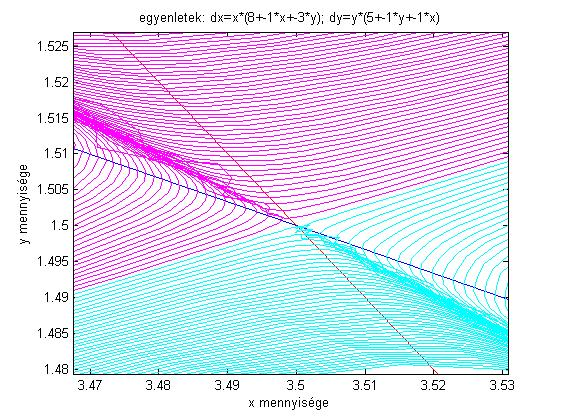 egyenletek: dx=x*(8+-1*x+-3*y); dy=y*(5+-1*y+-1*x)
1.525
1.52
1.515
1.51
1.505
1.5
1.495
1.49
1.485
1.48
y mennyisége
3.47 3.48 3.49 3.5 3.51 3.52 3.53
x mennyisége